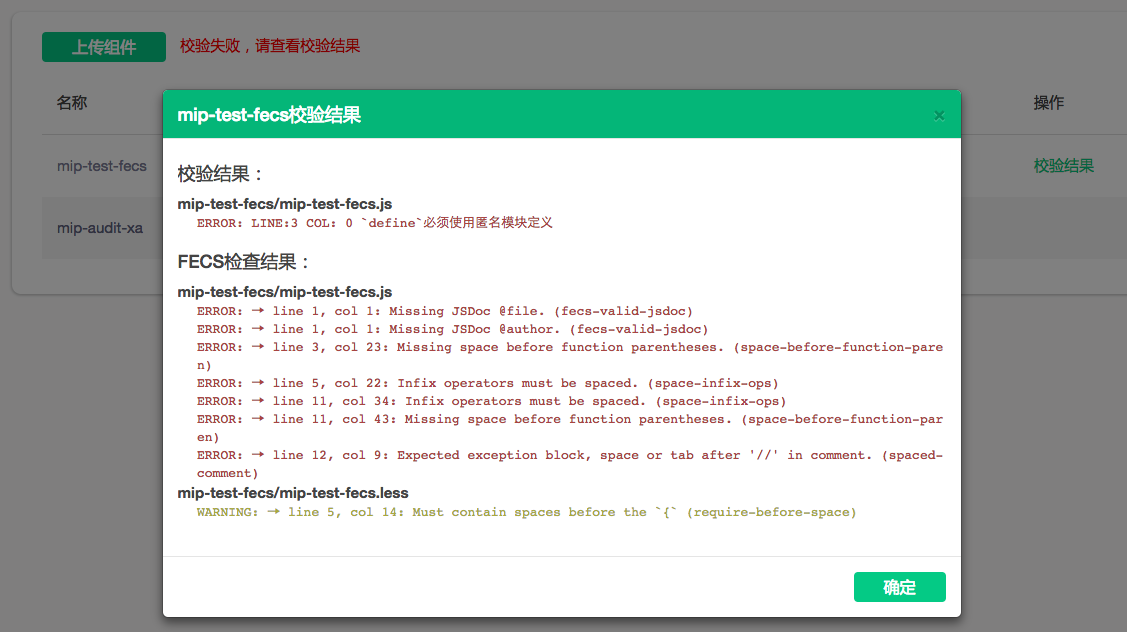 上传组件 校验失败，请查看校验结果
名称 操作
mip-test-fecs 校验结果
mip-audit-xa
mip-test-fecs校验结果 ×
校验结果：
mip-test-fecs/mip-test-fecs.js
ERROR: LINE:3 COL: 0 `define`必须使用匿名模块定义
FECS检查结果：
mip-test-fecs/mip-test-fecs.js
ERROR: → line 1, col 1: Missing JSDoc @file. (fecs-valid-jsdoc)
ERROR: → line 1, col 1: Missing JSDoc @author. (fecs-valid-jsdoc)
ERROR: → line 3, col 23: Missing space before function parentheses. (space-before-function-pare
n)
ERROR: → line 5, col 22: Infix operators must be spaced. (space-infix-ops)
ERROR: → line 11, col 34: Infix operators must be spaced. (space-infix-ops)
ERROR: → line 11, col 43: Missing space before function parentheses. (space-before-function-par
en)
ERROR: → line 12, col 9: Expected exception block, space or tab after '//' in comment. (spaced-
comment)
mip-test-fecs/mip-test-fecs.less
WARNING: → line 5, col 14: Must contain spaces before the `{` (require-before-space)
确定